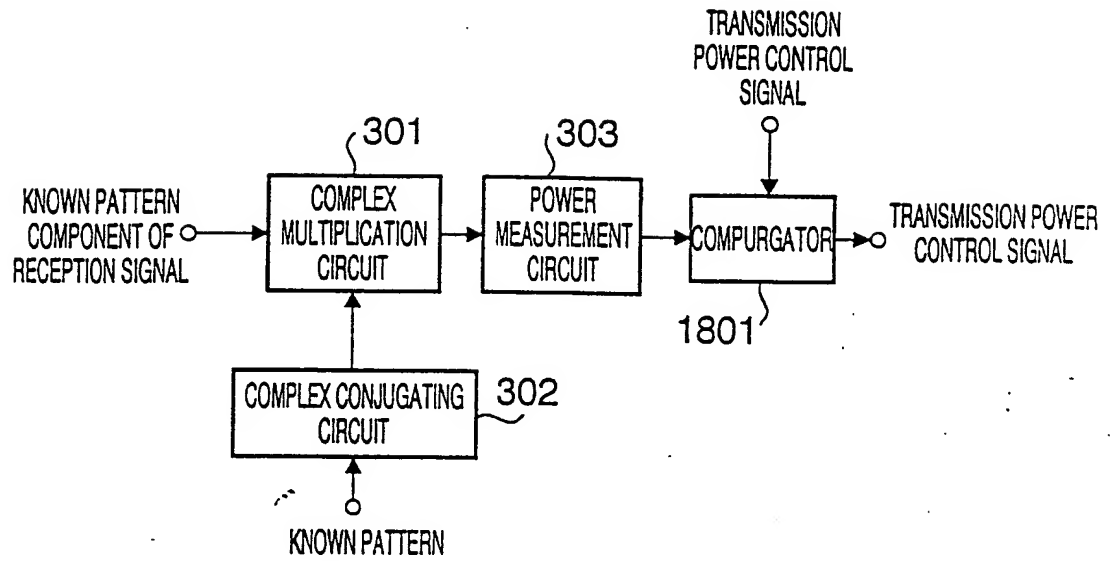 TRANSMISSION
POWER CONTROL
SIGNAL
301
303
KNOWN PATTERN
COMPONENT OF
RECEPTION SIGNAL
COMPLEX
MULTIPLICATION
CIRCUIT
POWER
MEASUREMENT
CIRCUIT
COMPURGATOR
TRANSMISSION POWER
CONTROL SIGNAL
1801
COMPLEX CONJUGATING
CIRCUIT
302
KNOWN PATTERN